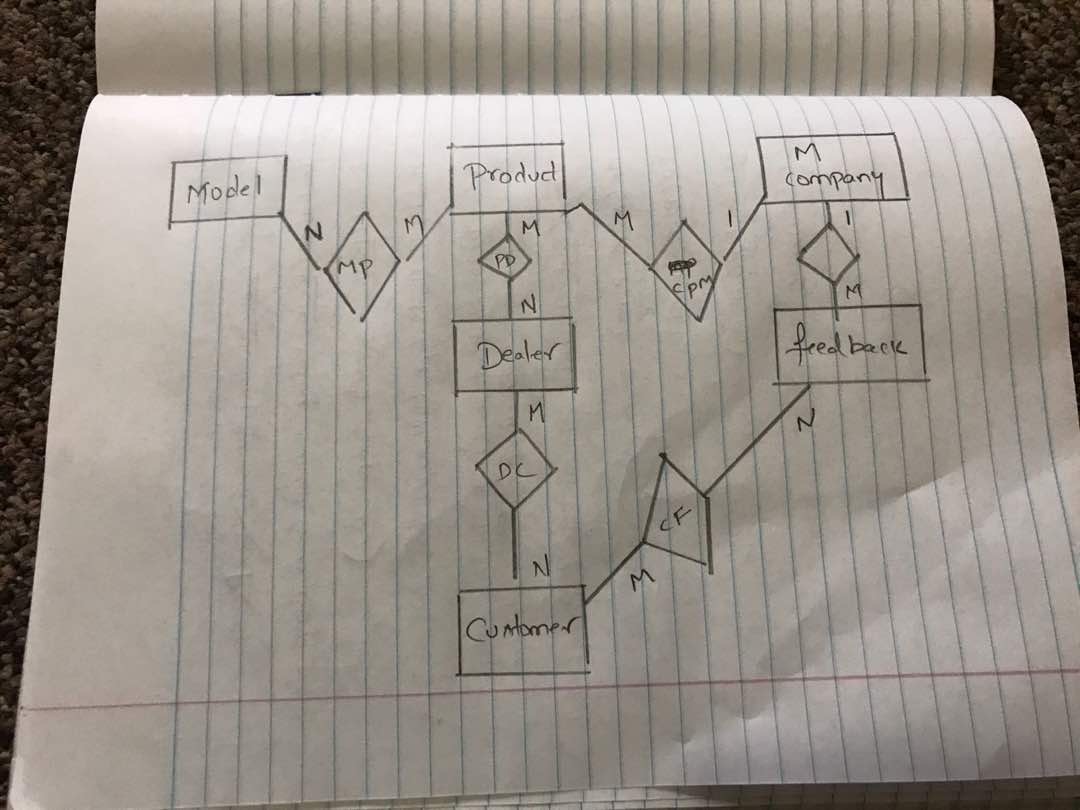 Model
Product
M
company
N
M
M
M
1
1
MP
PD
CPM
N
M
Dealer
feedback
M
N
DC
CF
N
M
Customer